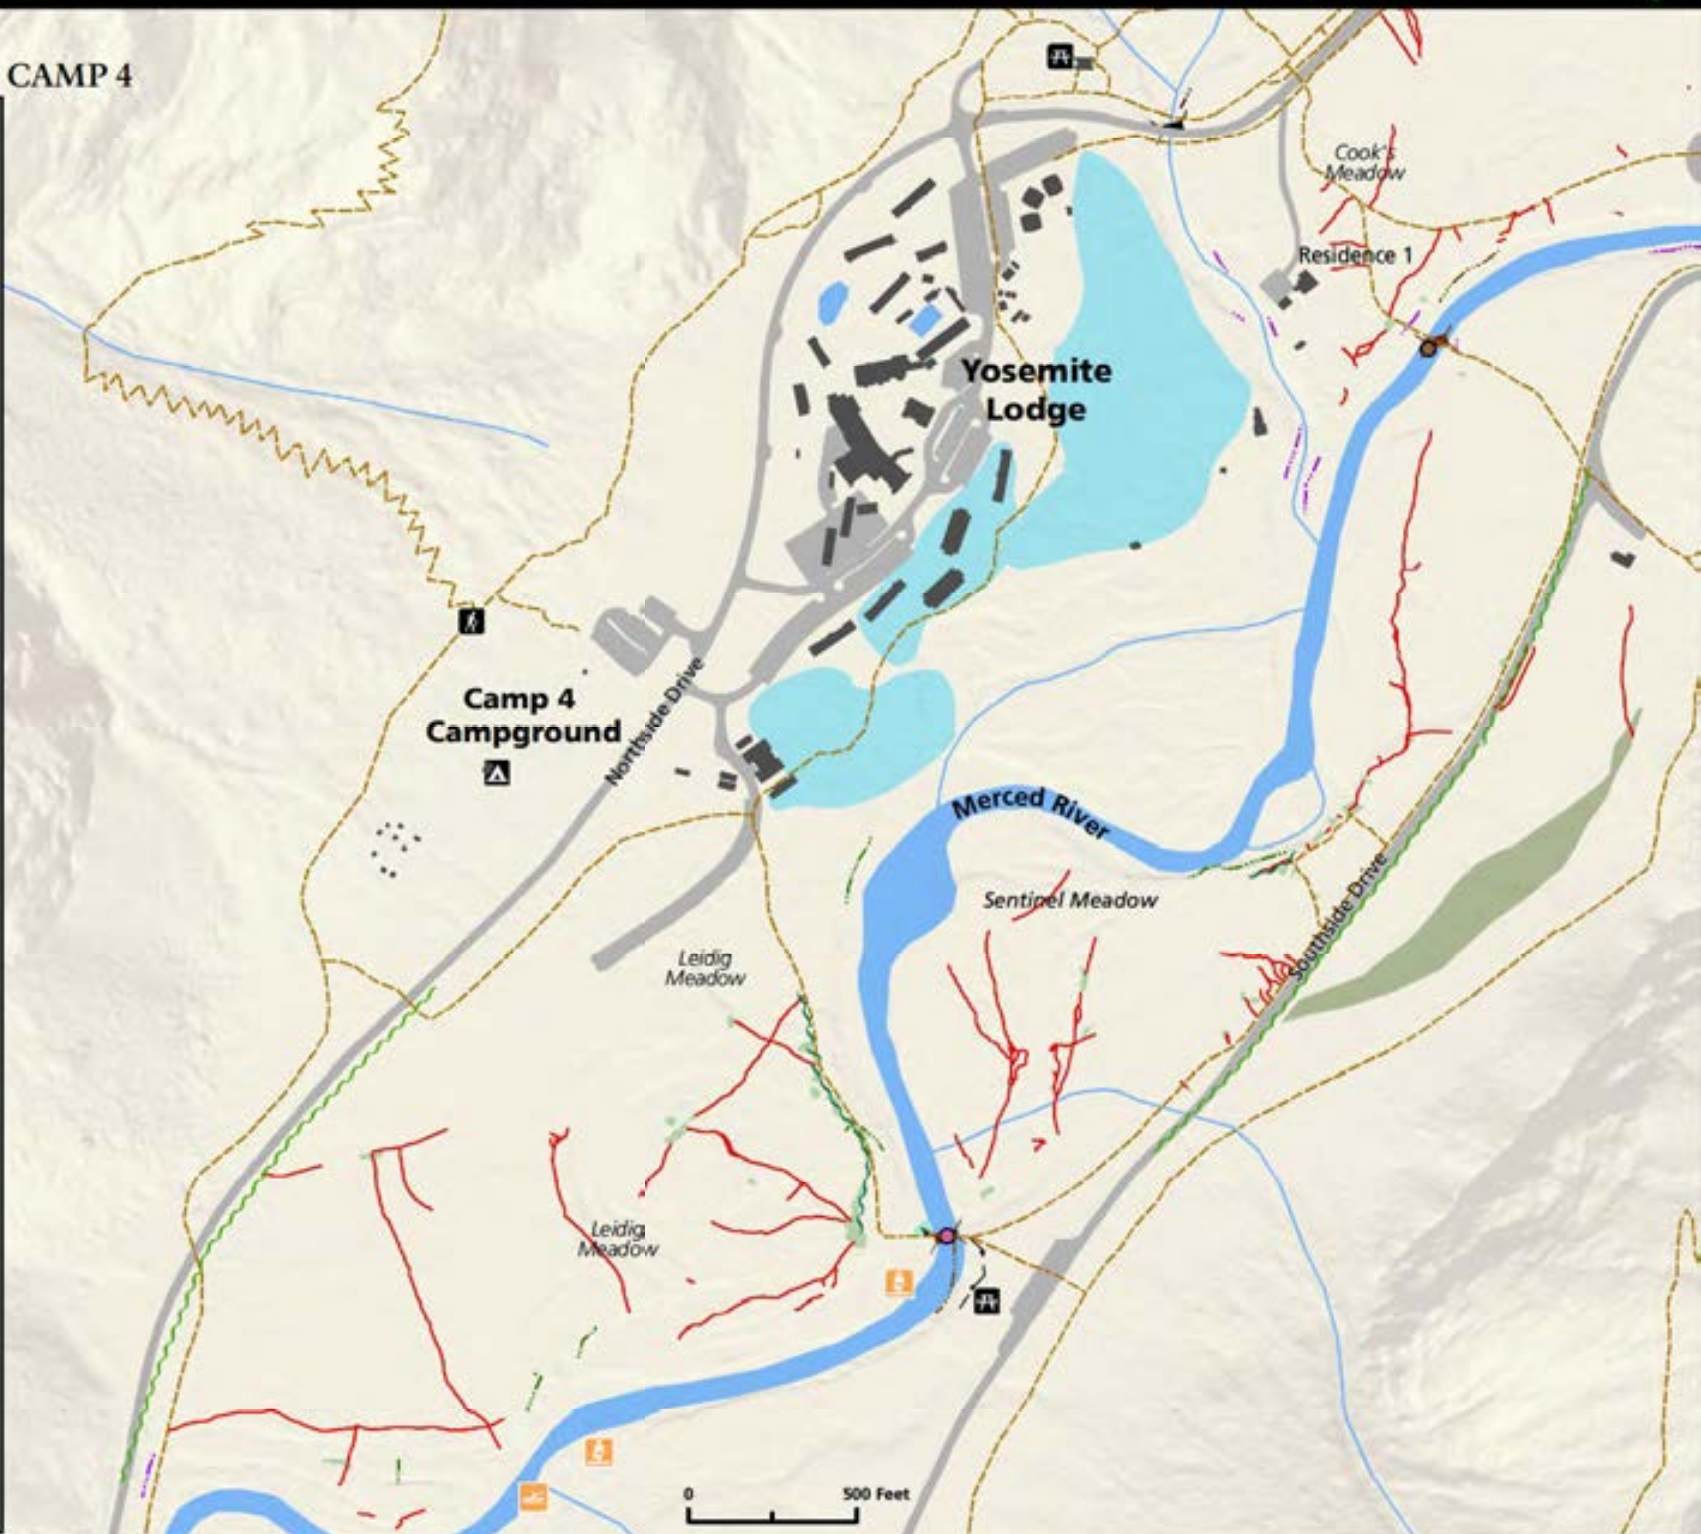 CAMP 4
Cook's
Meadow
Residence 1
Yosemite
Lodge
Camp 4
Campground
Northside Drive
Merced River
Sentinel Meadow
Southside Drive
Leidig
Meadow
Leidig
Meadow
0 500 Feet